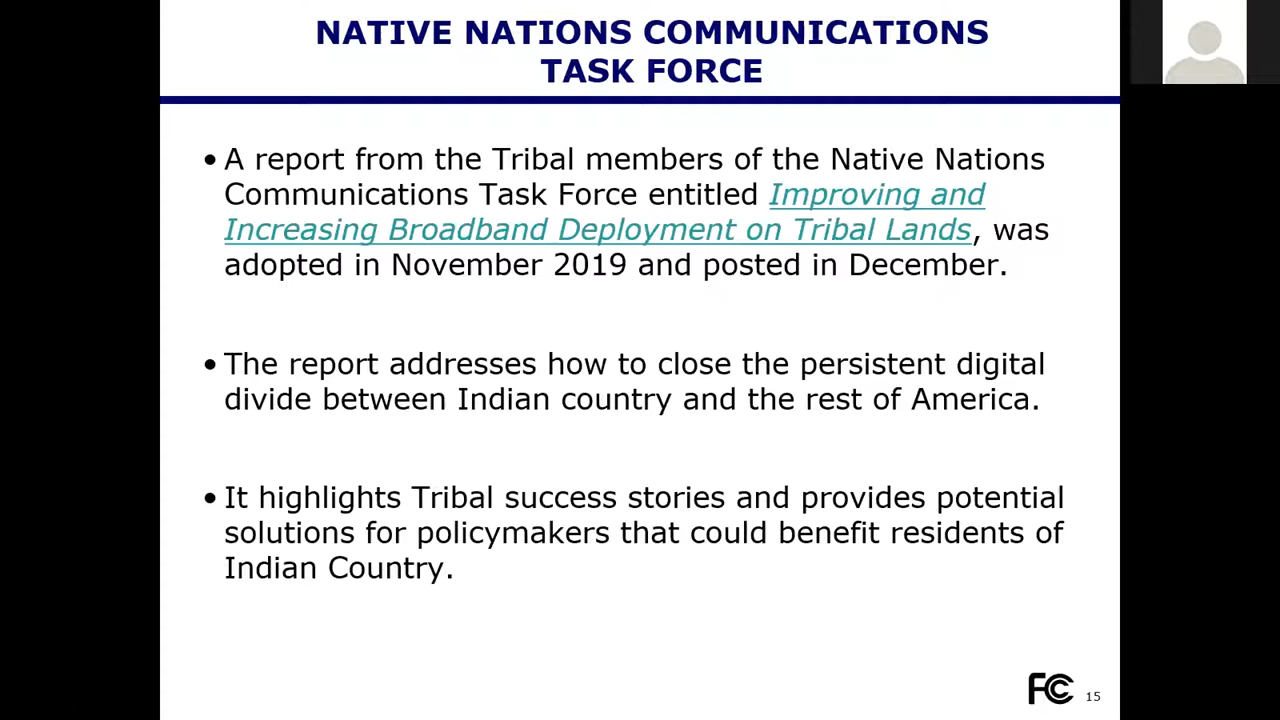 NATIVE NATIONS COMMUNICATIONS
TASK FORCE
• A report from the Tribal members of the Native Nations
Communications Task Force entitled Improving and
Increasing Broadband Deployment on Tribal Lands, was
adopted in November 2019 and posted in December.
• The report addresses how to close the persistent digital
divide between Indian country and the rest of America.
• It highlights Tribal success stories and provides potential
solutions for policymakers that could benefit residents of
Indian Country.
FCC 15